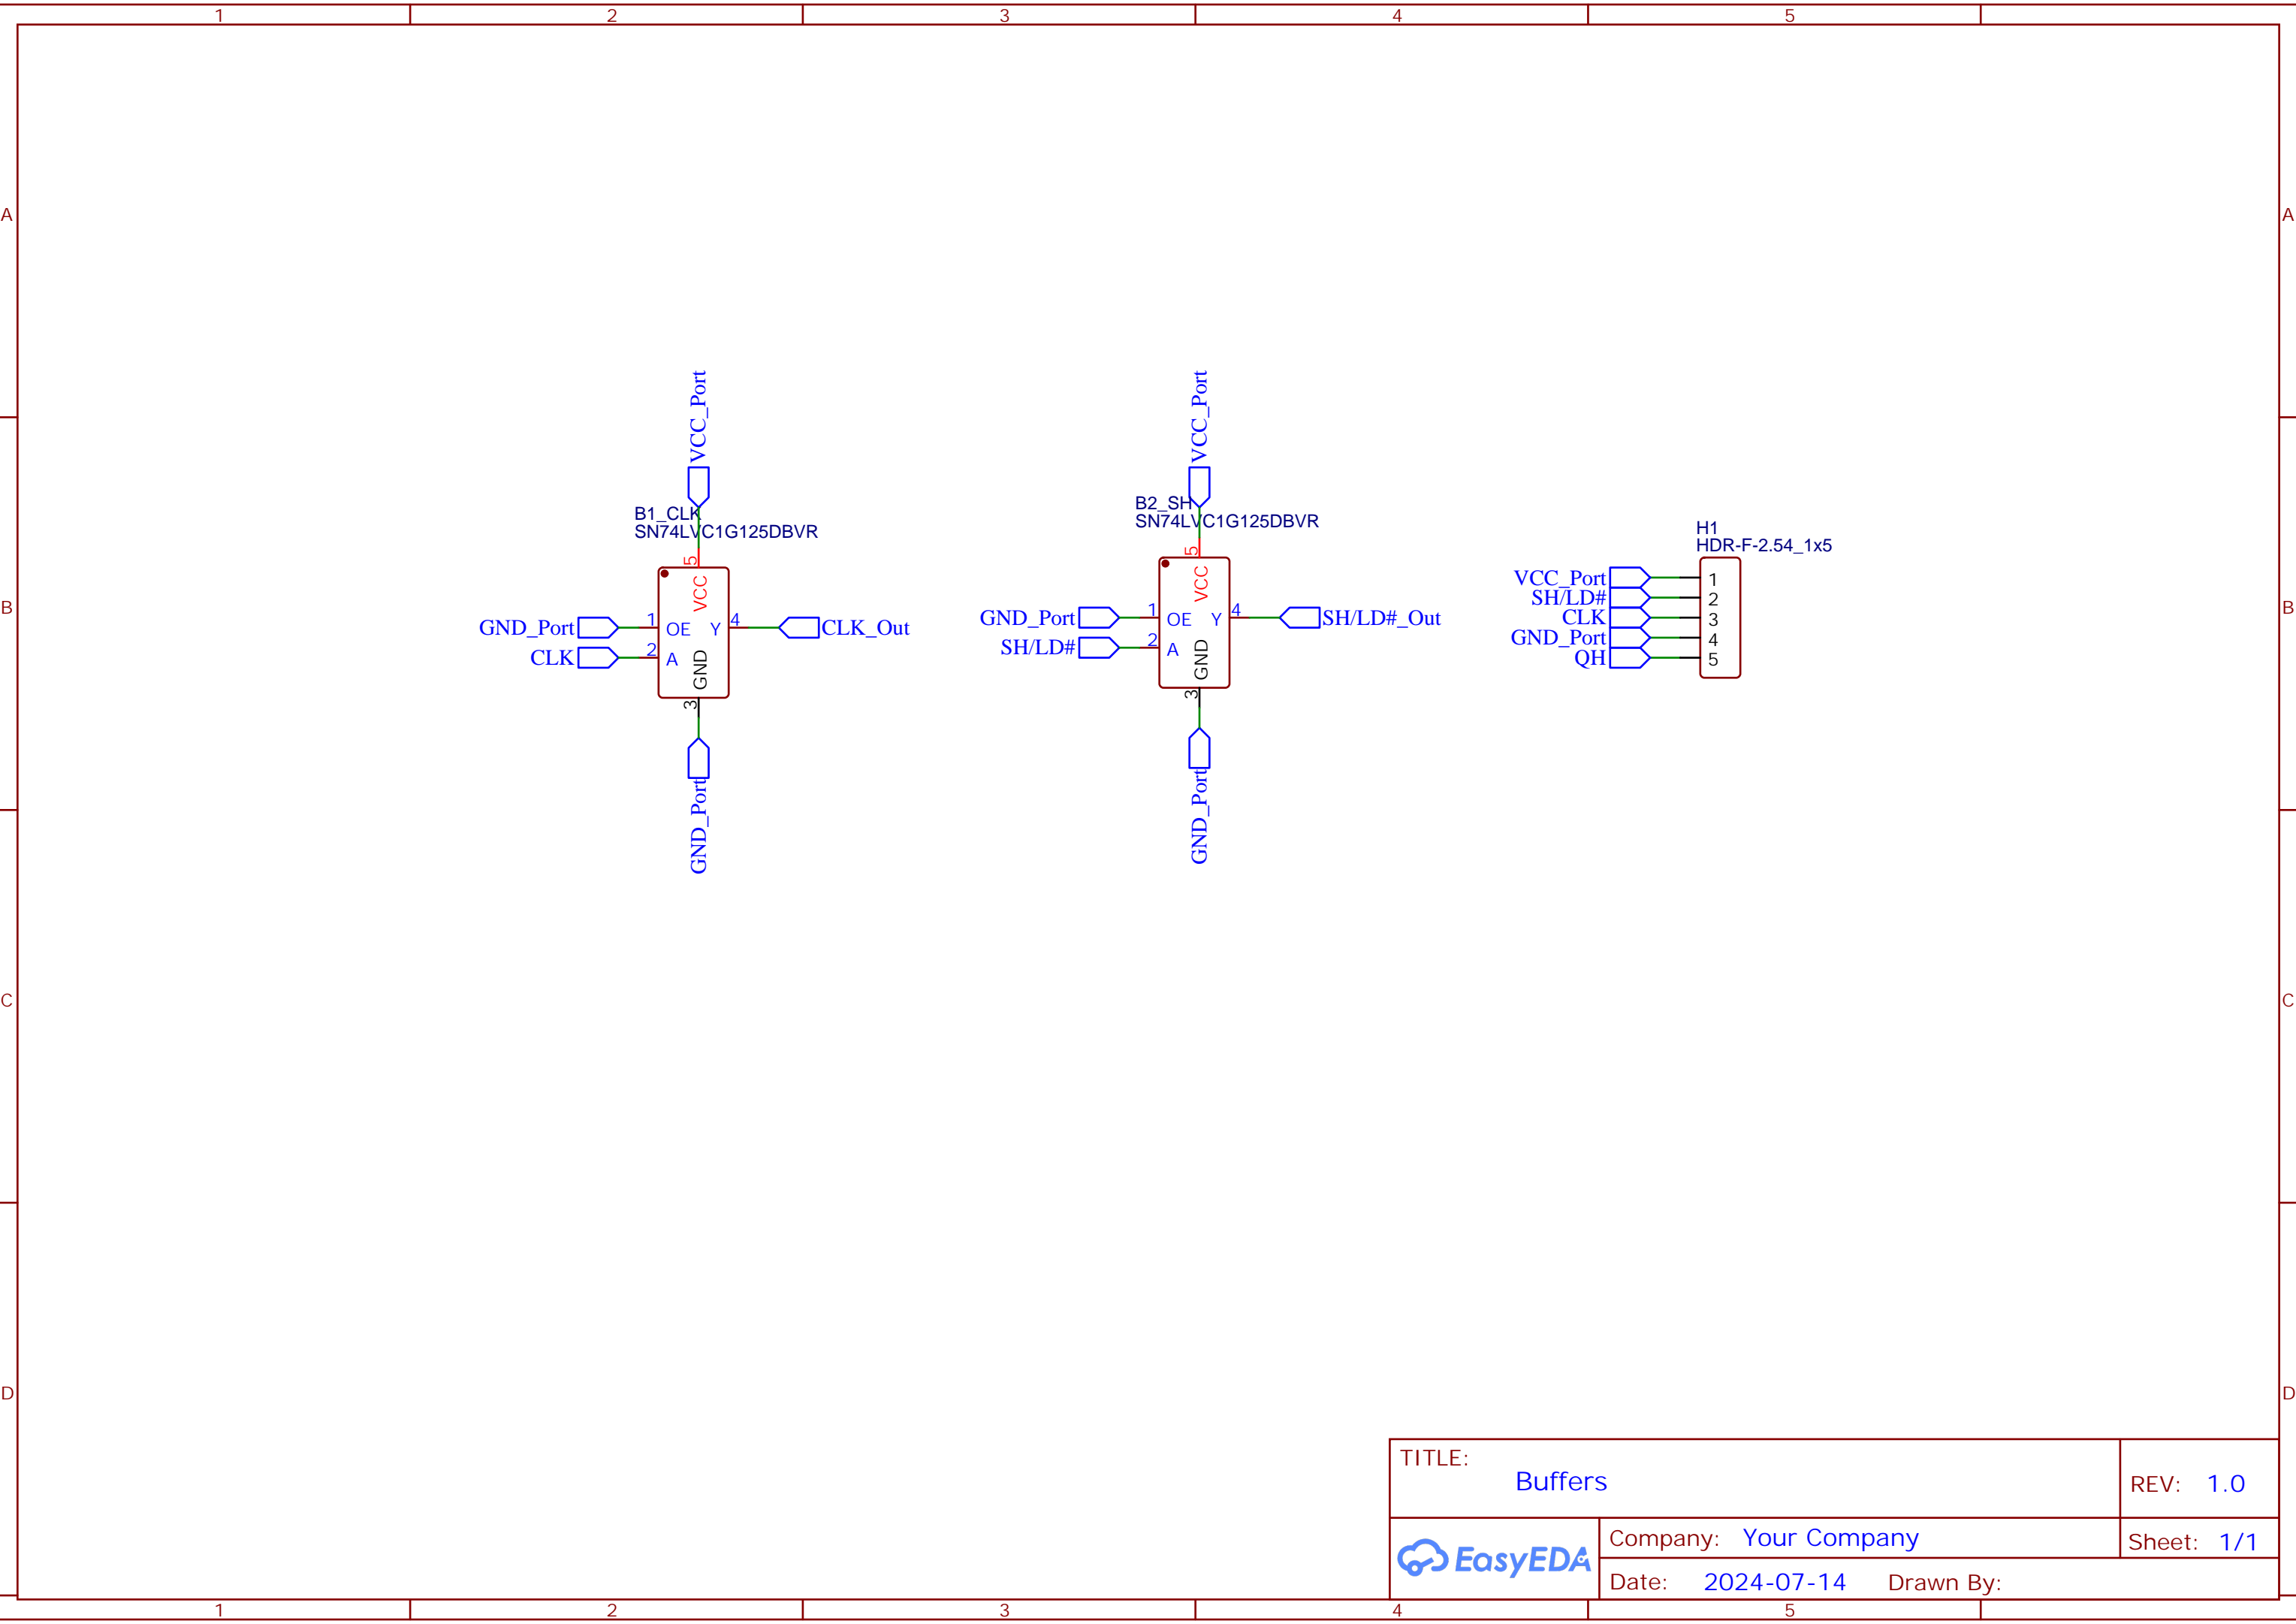 1 2 3 4 5
A A
B B
C C
D D
VCC_Port
B1_CLK
SN74LVC1G125DBVR
5
VCC
GND_Port 1 OE Y 4 CLK_Out
CLK 2 A
GND
3
GND_Port
VCC_Port
B2_SH
SN74LVC1G125DBVR
5
VCC
GND_Port 1 OE Y 4 SH/LD#_Out
SH/LD# 2 A
GND
3
GND_Port
H1
HDR-F-2.54_1x5
VCC_Port 1
SH/LD# 2
CLK 3
GND_Port 4
QH 5
TITLE:
Buffers
REV: 1.0
EasyEDA
Company: Your Company
Sheet: 1/1
Date: 2024-07-14 Drawn By:
1 2 3 4 5